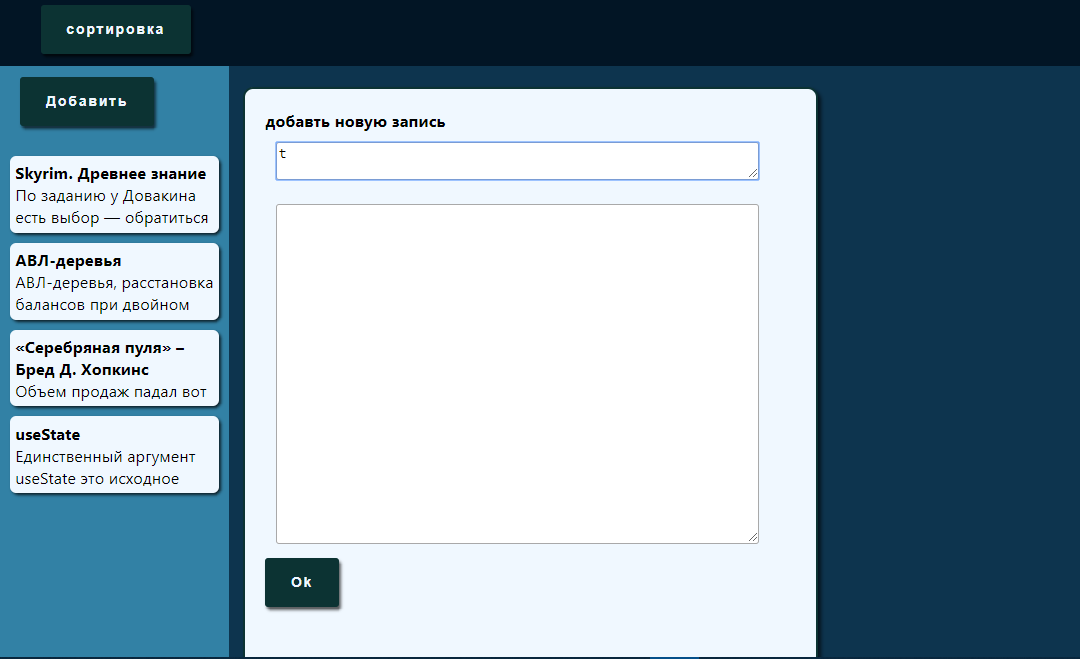 сортировка
Добавить
Skyrim. Древнее знание
По заданию у Довакина
есть выбор — обратиться
АВЛ-деревья
АВЛ-деревья, расстановка
балансов при двойном
«Серебряная пуля» –
Бред Д. Хопкинс
Объем продаж падал вот
useState
Единственный аргумент
useState это исходное
добавть новую запись
t
Ok